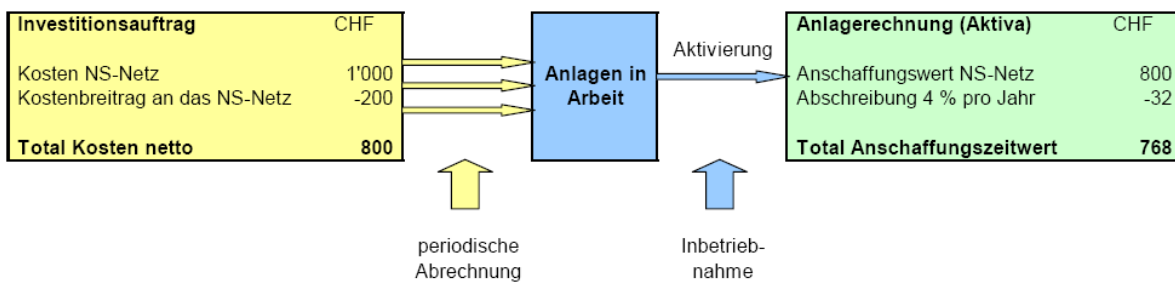 Investitionsauftrag CHF
Kosten NS-Netz 1'000
Kostenbreitrag an das NS-Netz -200
Total Kosten netto 800
Anlagen in
Arbeit
Aktivierung
Anlagerechnung (Aktiva) CHF
Anschaffungswert NS-Netz 800
Abschreibung 4 % pro Jahr -32
Total Anschaffungszeitwert 768
periodische
Abrechnung
Inbetrieb-
nahme